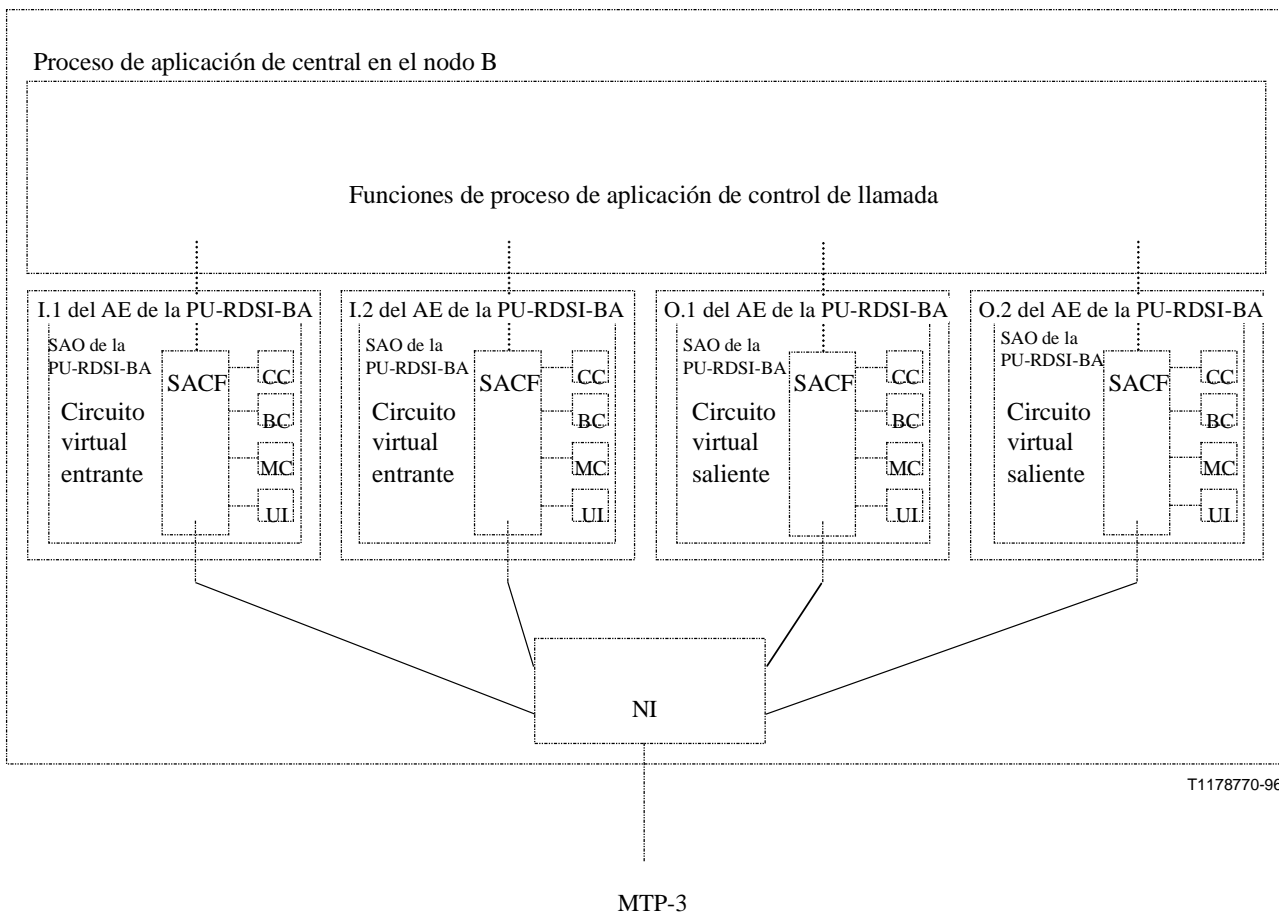 Proceso de aplicación de central en el nodo B
Funciones de proceso de aplicación de control de llamada
I.1 del AE de la PU-RDSI-BA
SAO de la
PU-RDSI-BA
SACF
Circuito
virtual
entrante
CC
BC
MC
UI
I.2 del AE de la PU-RDSI-BA
SAO de la
PU-RDSI-BA
SACF
Circuito
virtual
entrante
CC
BC
MC
UI
O.1 del AE de la PU-RDSI-BA
SAO de la
PU-RDSI-BA
SACF
Circuito
virtual
saliente
CC
BC
MC
UI
O.2 del AE de la PU-RDSI-BA
SAO de la
PU-RDSI-BA
SACF
Circuito
virtual
saliente
CC
BC
MC
UI
NI
T1178770-96
MTP-3